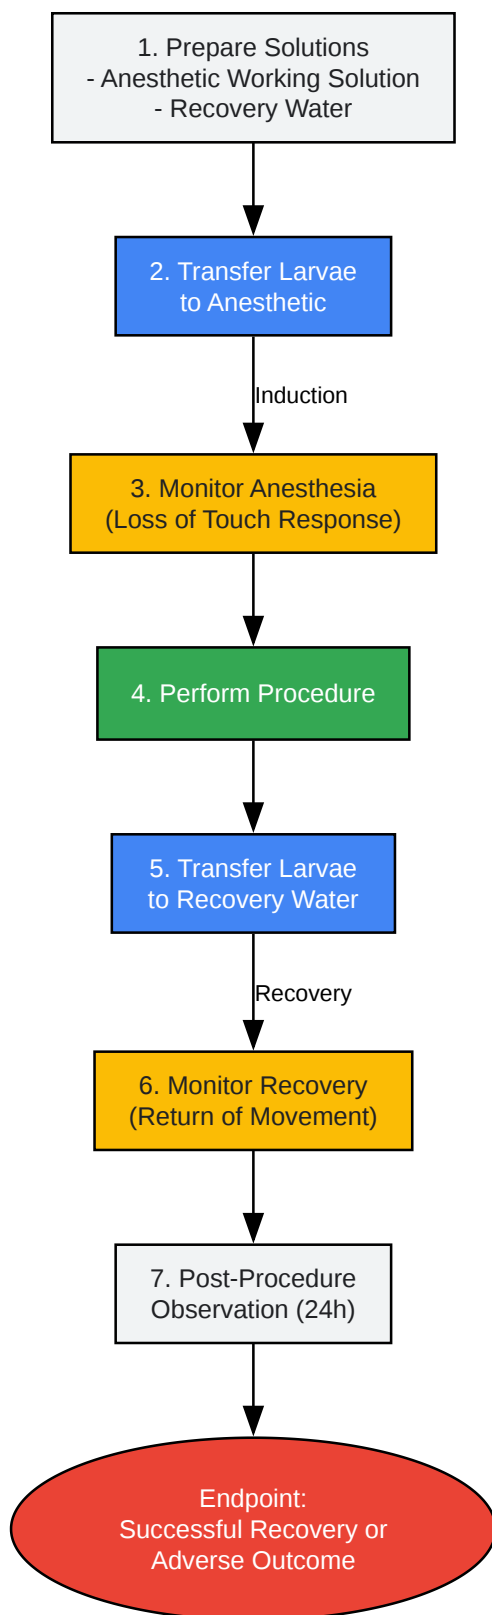 1. Prepare Solutions
- Anesthetic Working Solution
- Recovery Water
2. Transfer Larvae
to Anesthetic
Induction
3. Monitor Anesthesia
(Loss of Touch Response)
4. Perform Procedure
5. Transfer Larvae
to Recovery Water
Recovery
6. Monitor Recovery
(Return of Movement)
7. Post-Procedure
Observation (24h)
Endpoint:
Successful Recovery or
Adverse Outcome